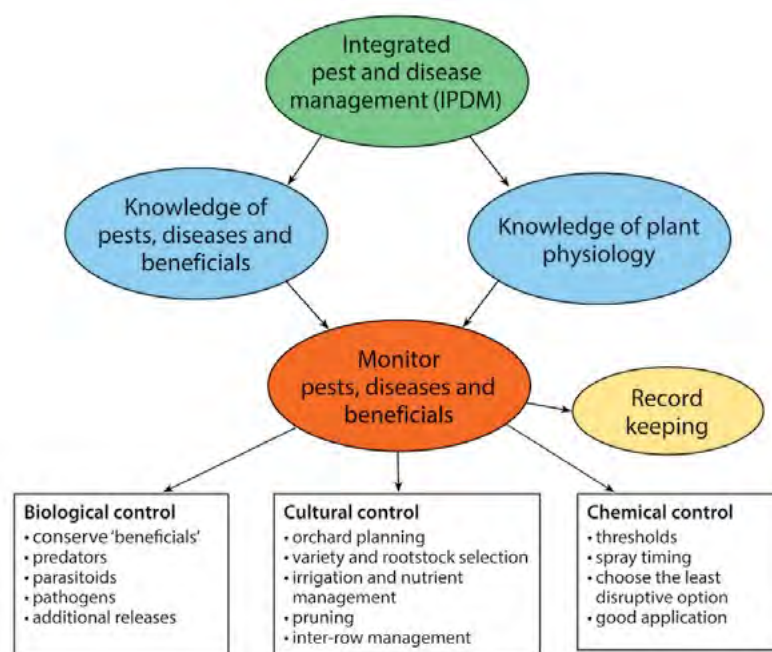 Integrated
pest and disease
management (IPDM)
Knowledge of
pests, diseases and
beneficials
Knowledge of plant
physiology
Monitor
pests, diseases and
beneficials
Record
keeping
Biological control
• conserve ‘beneficials’
• predators
• parasitoids
• pathogens
• additional releases
Cultural control
• orchard planning
• variety and rootstock selection
• irrigation and nutrient
management
• pruning
• inter-row management
Chemical control
• thresholds
• spray timing
• choose the least
disruptive option
• good application